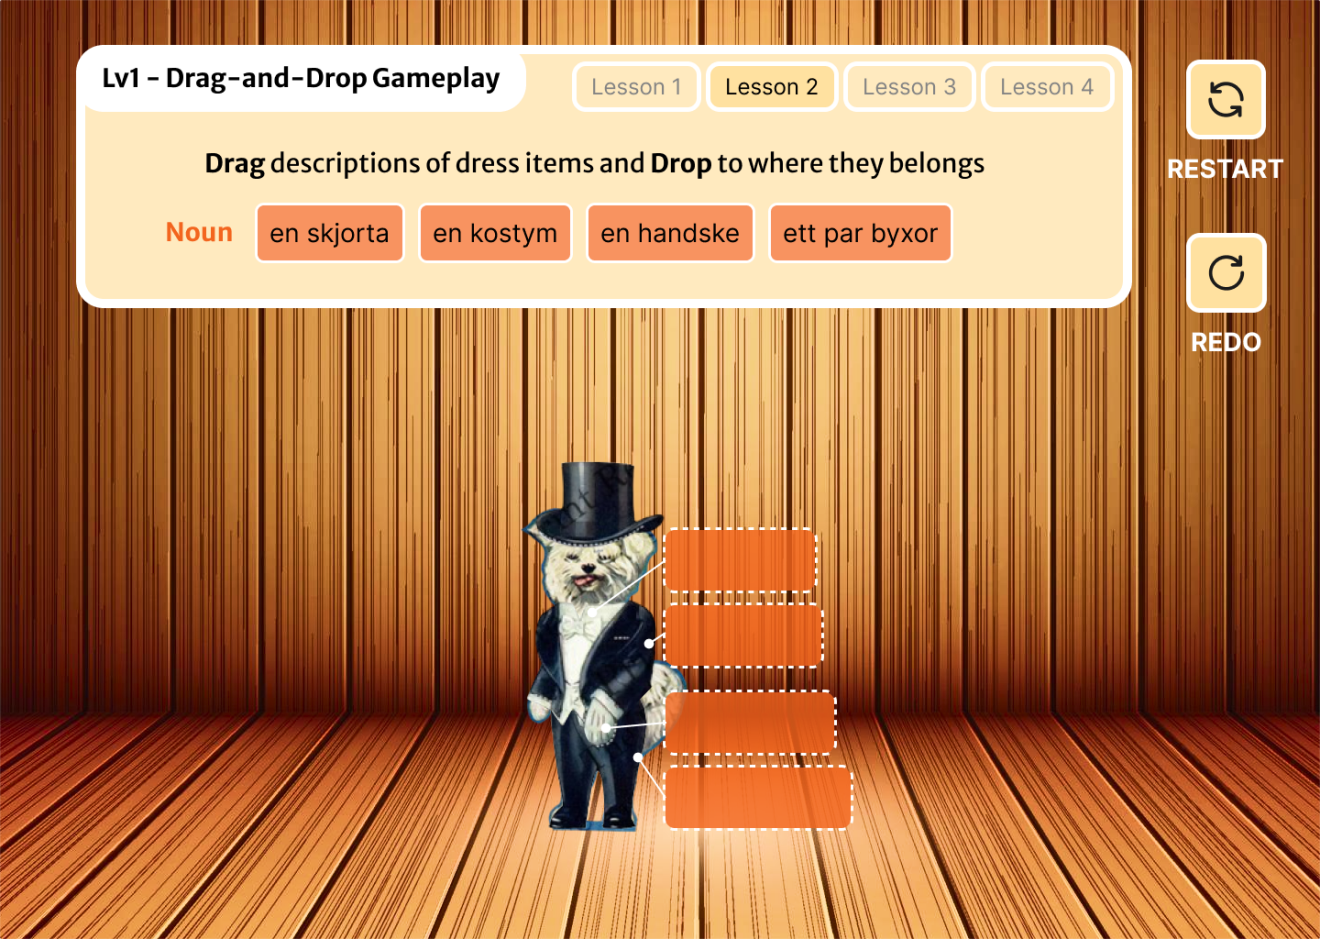 Lv1 - Drag-and-Drop Gameplay
Lesson 1
Lesson 2
Lesson 3
Lesson 4
Drag descriptions of dress items and Drop to where they belongs
Noun
en skjorta
en kostym
en handske
ett par byxor
RESTART
REDO